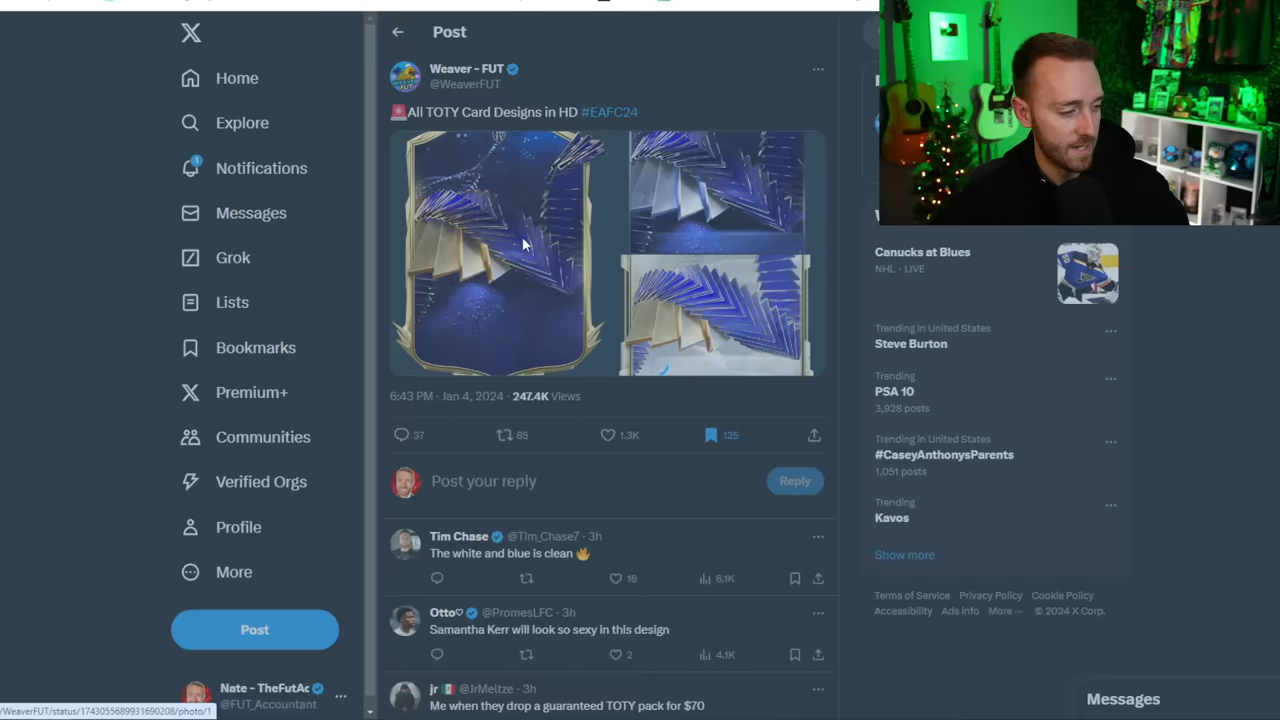 Home
Explore
1
Notifications
Messages
Grok
Lists
Bookmarks
Premium+
Communities
Verified Orgs
Profile
More
Post
Nate - TheFutAc
@FUT_Accountant
/WeaverFUT/status/1743055689931690208/photo/1
Post
Weaver - FUT
@WeaverFUT
All TOTY Card Designs in HD #EAFC24
6:43 PM · Jan 4, 2024 · 247.4K Views
37 85 1.3K 125
Post your reply
Reply
Tim Chase @Tim_Chase7 · 3h
The white and blue is clean
16 6.1K
Otto♡ @PromesLFC · 3h
Samantha Kerr will look so sexy in this design
2 4.1K
jr @JrMeltze · 3h
Me when they drop a guaranteed TOTY pack for $70
Canucks at Blues
NHL · LIVE
Trending in United States
Steve Burton
Trending
PSA 10
3,928 posts
Trending in United States
#CaseyAnthonysParents
1,051 posts
Trending
Kavos
Show more
Terms of Service Privacy Policy Cookie Policy
Accessibility Ads info More ··· © 2024 X Corp.
Messages